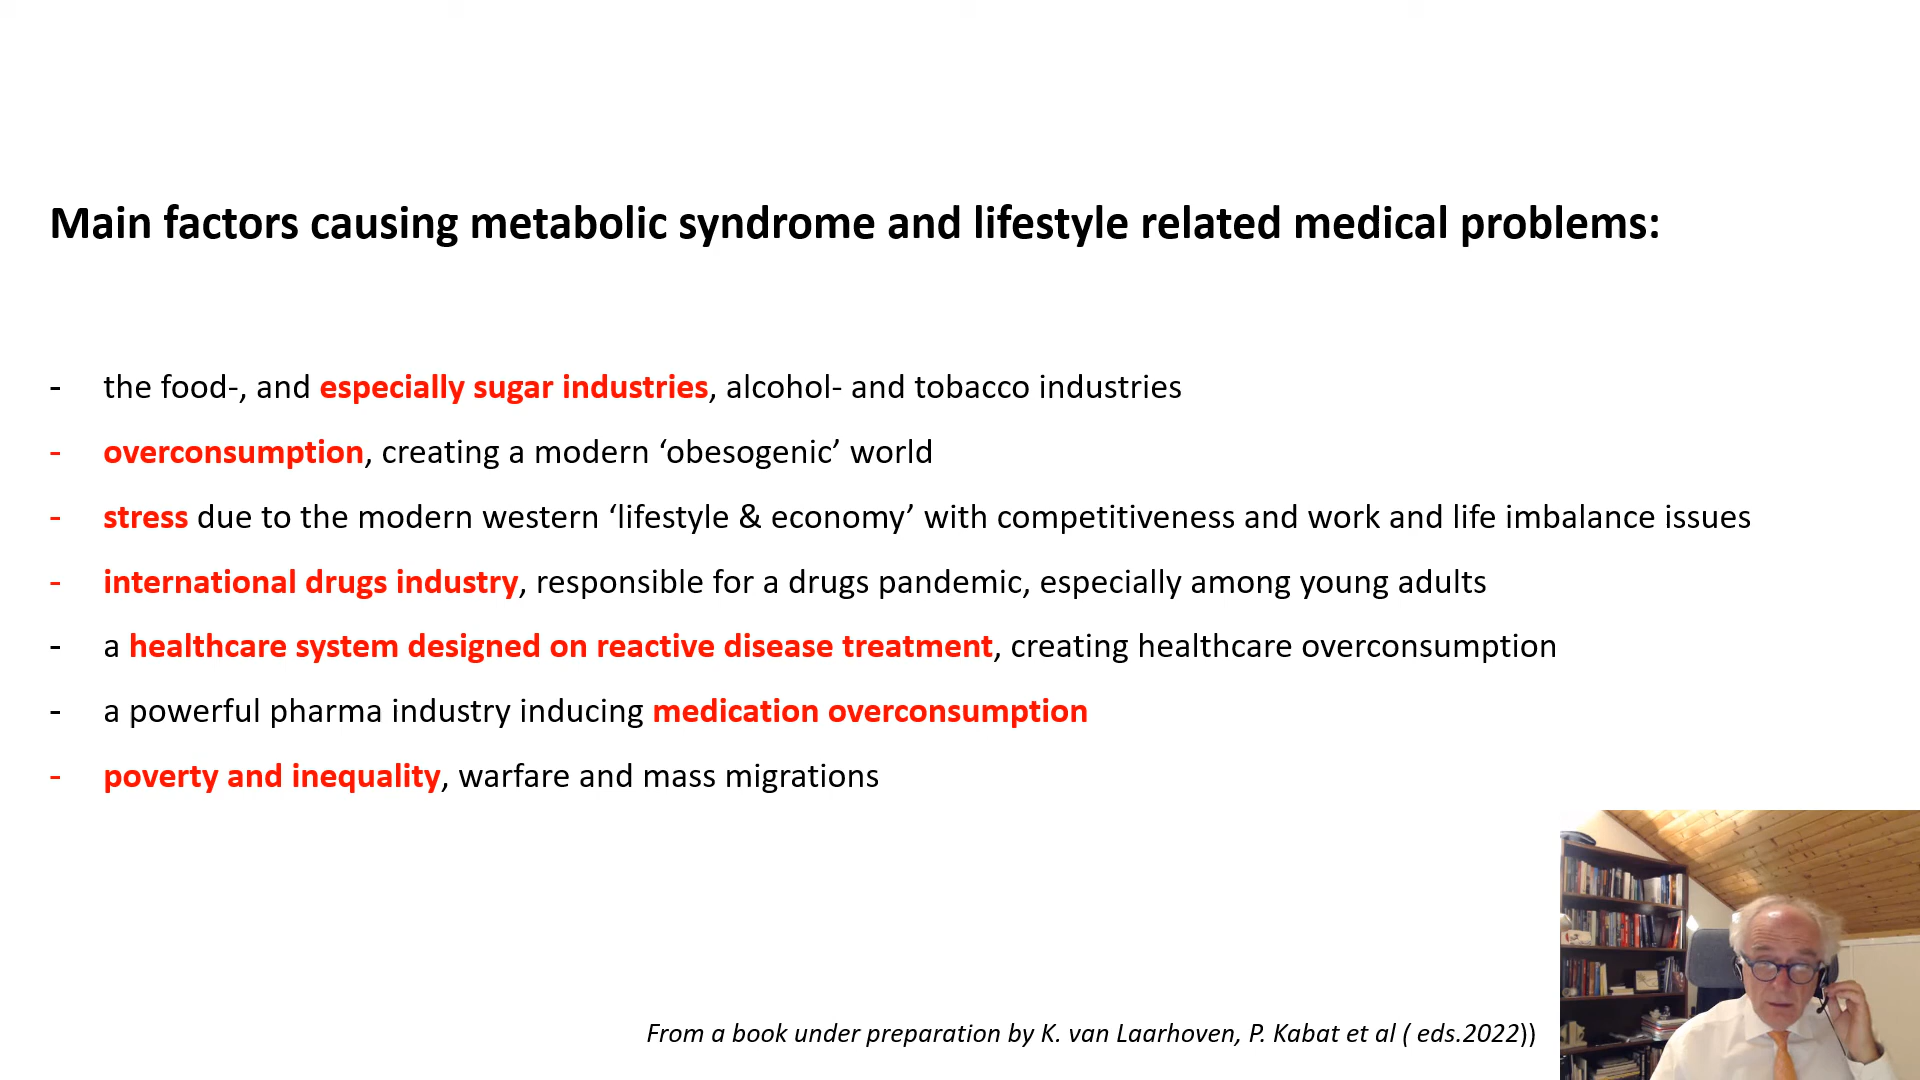 Main factors causing metabolic syndrome and lifestyle related medical problems:
- the food-, and especially sugar industries, alcohol- and tobacco industries
- overconsumption, creating a modern ‘obesogenic’ world
- stress due to the modern western ‘lifestyle & economy’ with competitiveness and work and life imbalance issues
- international drugs industry, responsible for a drugs pandemic, especially among young adults
- a healthcare system designed on reactive disease treatment, creating healthcare overconsumption
- a powerful pharma industry inducing medication overconsumption
- poverty and inequality, warfare and mass migrations
From a book under preparation by K. van Laarhoven, P. Kabat et al ( eds.2022))